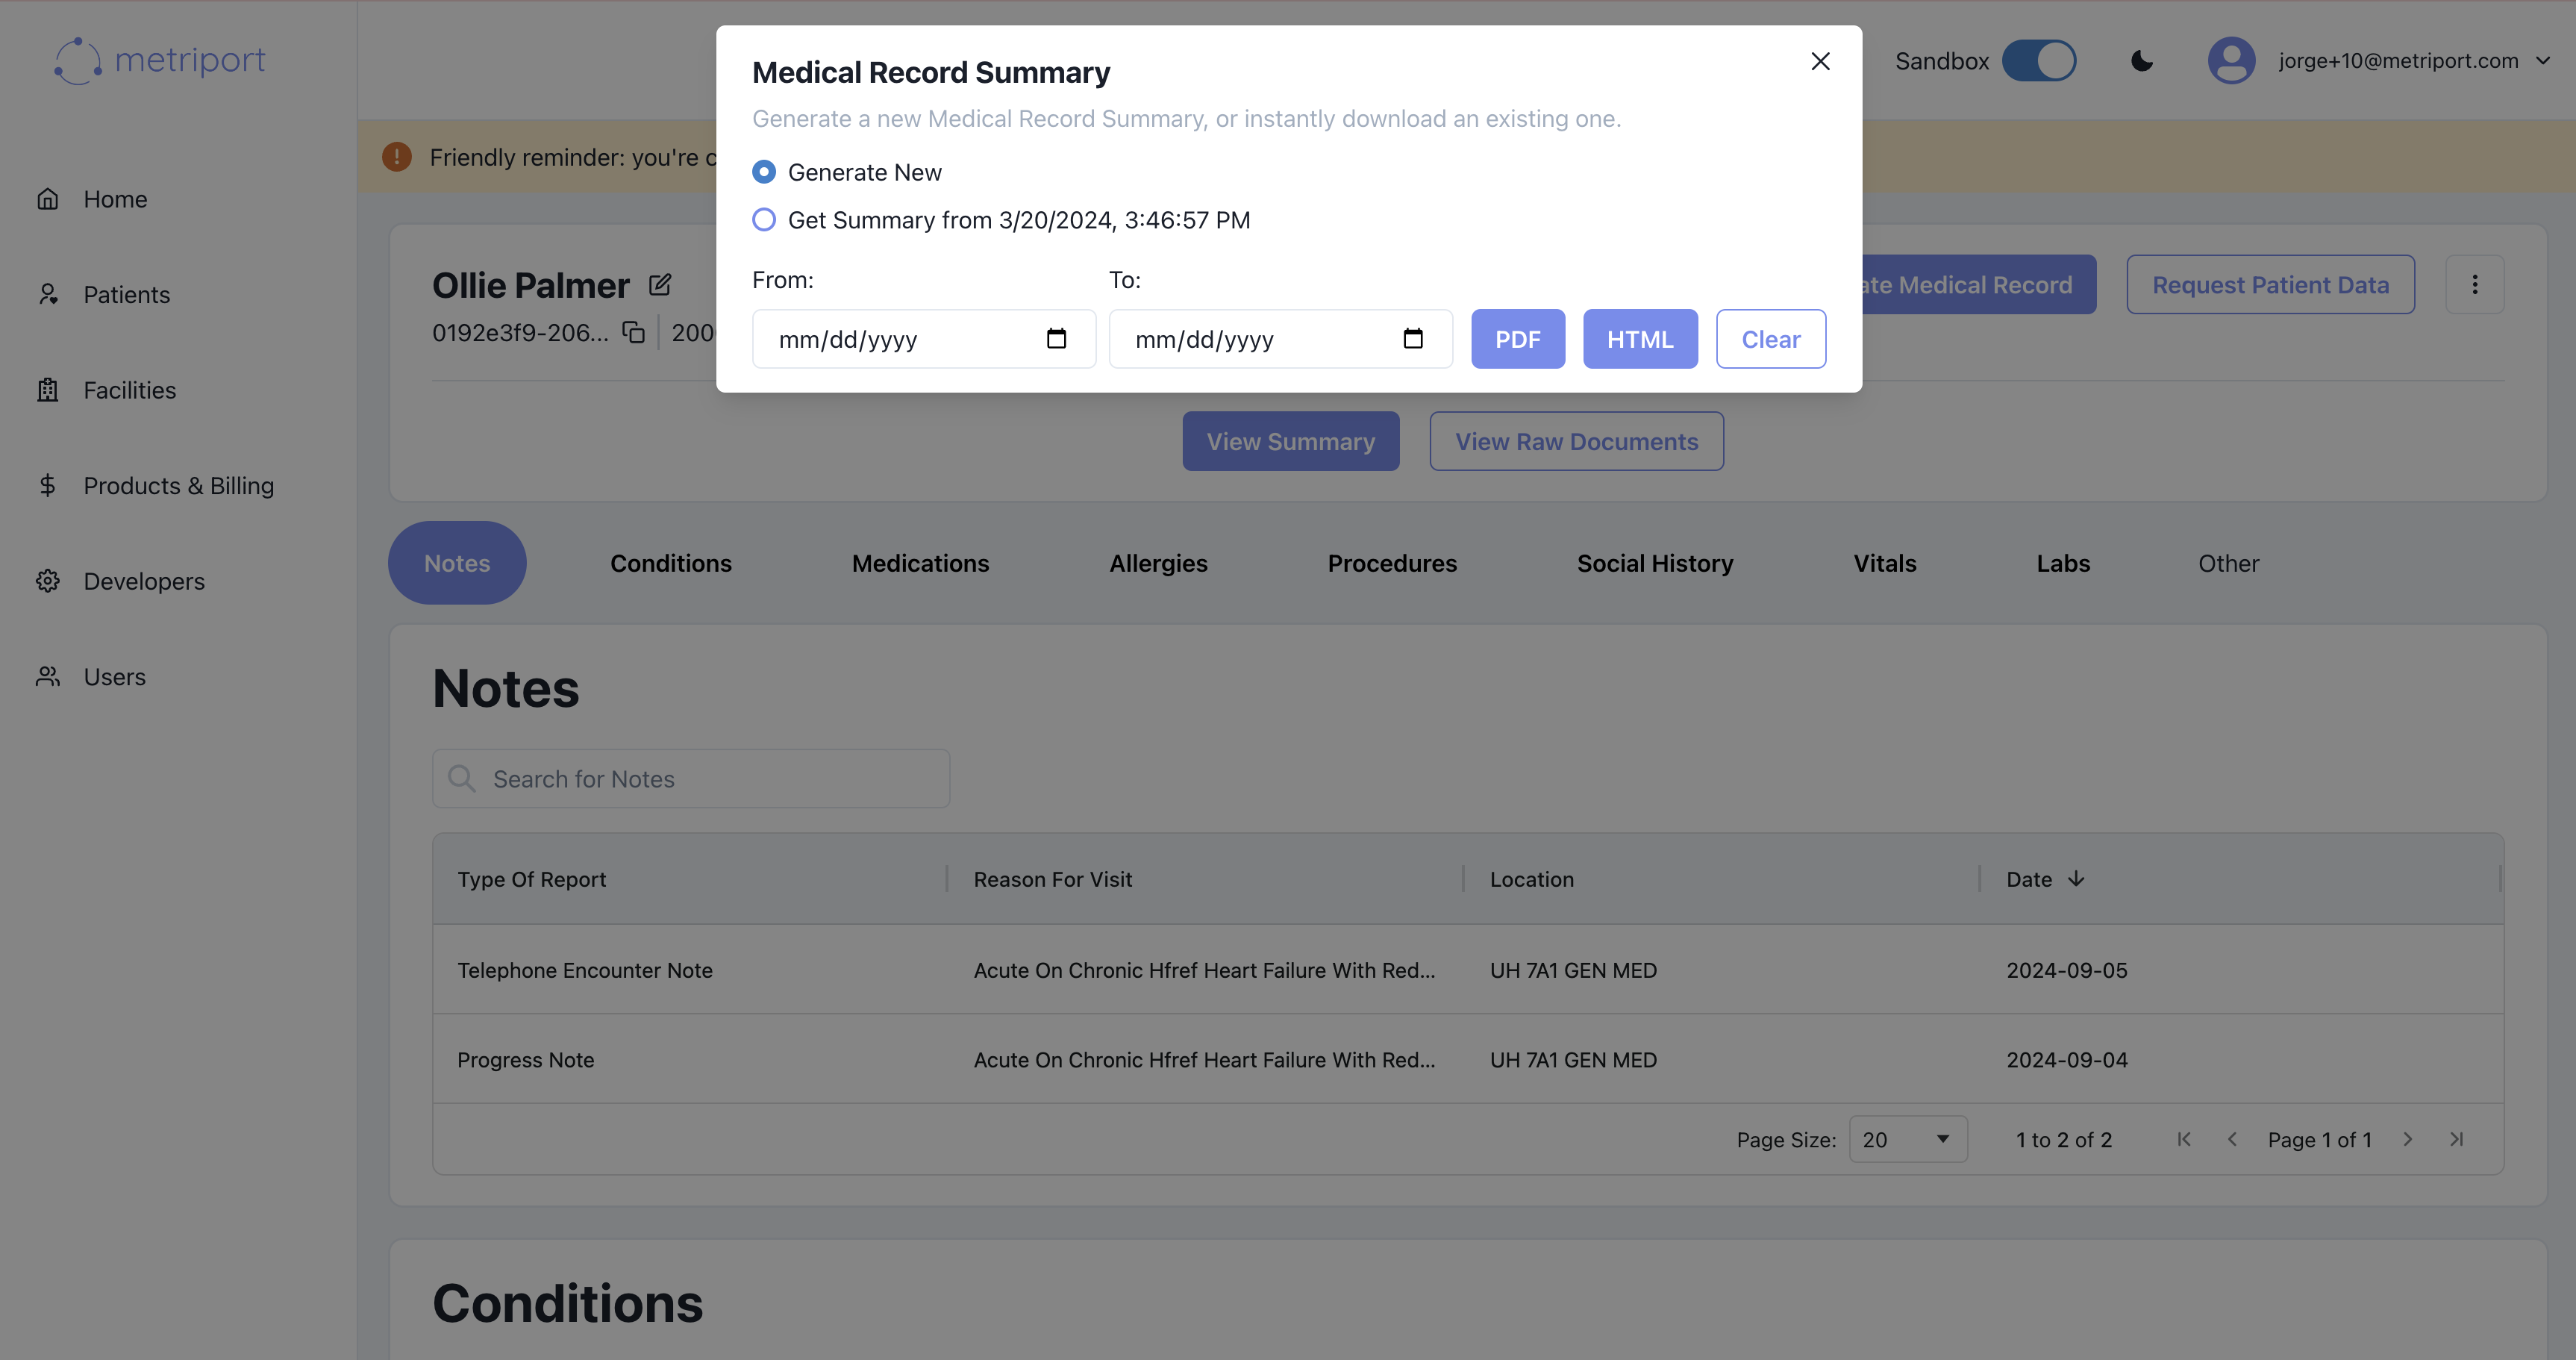 metriport
Home
Patients
Facilities
Products & Billing
Developers
Users
Sandbox
jorge+10@metriport.com
Friendly reminder: you're
Medical Record Summary
Generate a new Medical Record Summary, or instantly download an existing one.
Generate New
Get Summary from 3/20/2024, 3:46:57 PM
From: To:
mm/dd/yyyy mm/dd/yyyy PDF HTML Clear
Ollie Palmer
0192e3f9-206...
Medical Record Request Patient Data
View Summary View Raw Documents
Notes Conditions Medications Allergies Procedures Social History Vitals Labs Other
Notes
Search for Notes
Type Of Report Reason For Visit Location Date
Telephone Encounter Note Acute On Chronic Hfref Heart Failure With Red... UH 7A1 GEN MED 2024-09-05
Progress Note Acute On Chronic Hfref Heart Failure With Red... UH 7A1 GEN MED 2024-09-04
Page Size: 20 1 to 2 of 2 Page 1 of 1
Conditions